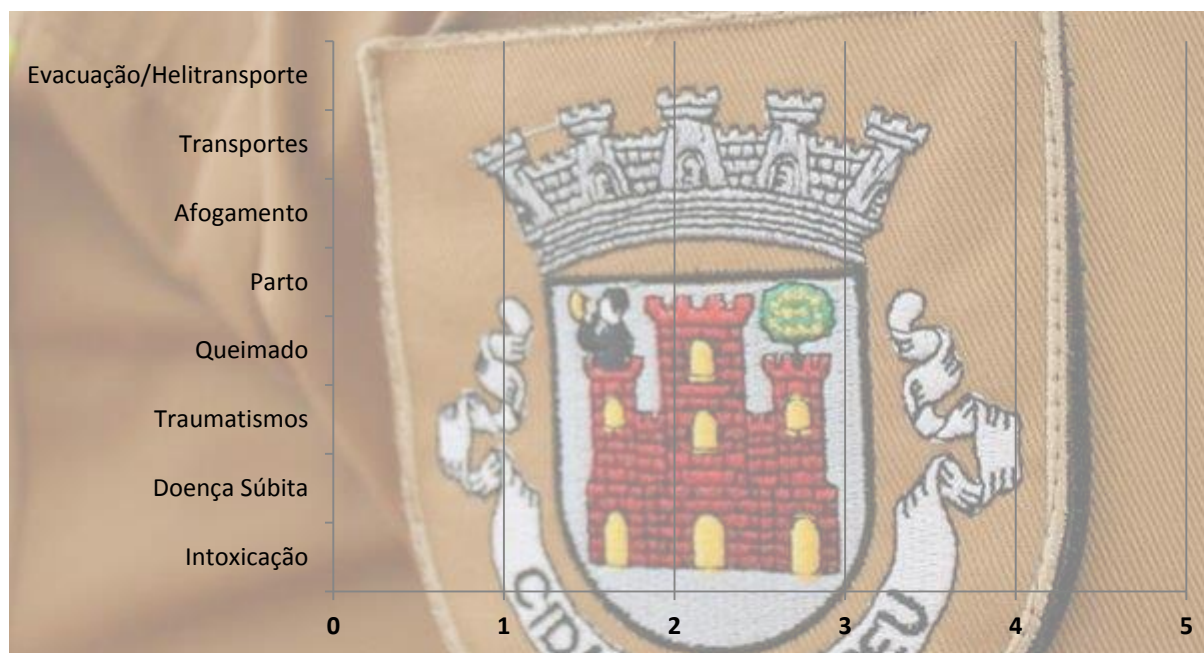 Evacuação/Helitransporte
Transportes
Afogamento
Parto
Queimado
Traumatismos
Doença Súbita
Intoxicação
0 1 2 3 4 5